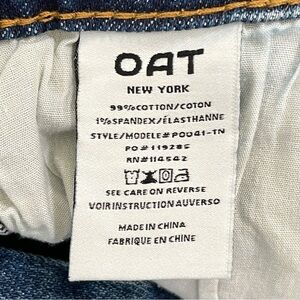 OAT
NEW YORK
99%COTTON/COTON
1%SPANDEX/ÉLASTHANNE
STYLE/MODELE#P0041-TN
PO#119285
RN#114542
SEE CARE ON REVERSE
VOIR INSTRUCTION AUVERSO
MADE IN CHINA
FABRIQUE EN CHINE